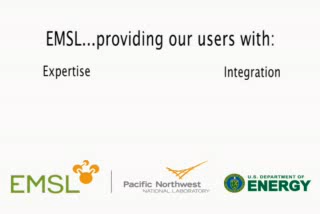 EMSL...providing our users with:
Expertise Integration
EMSL
Pacific Northwest
NATIONAL LABORATORY
U.S. DEPARTMENT OF
ENERGY